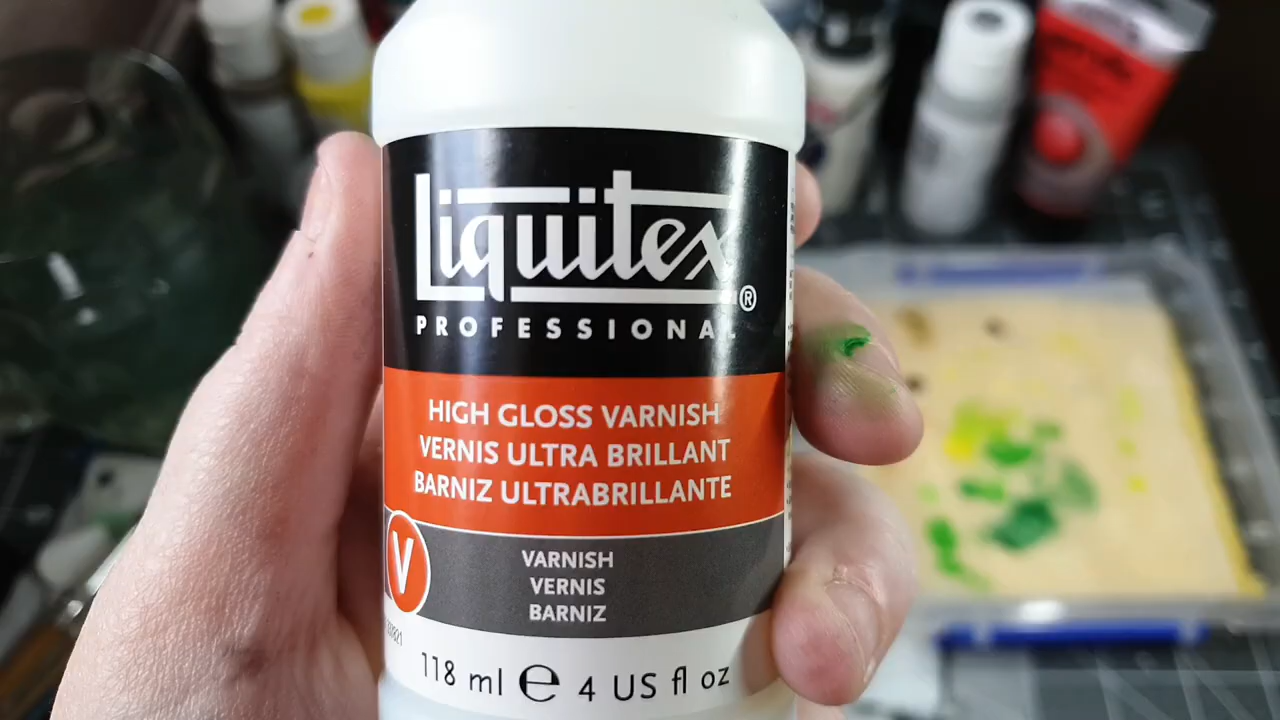 Liquitex®
PROFESSIONAL
HIGH GLOSS VARNISH
VERNIS ULTRA BRILLANT
BARNIZ ULTRABRILLANTE
V
VARNISH
VERNIS
BARNIZ
118 ml ℮ 4 US fl oz